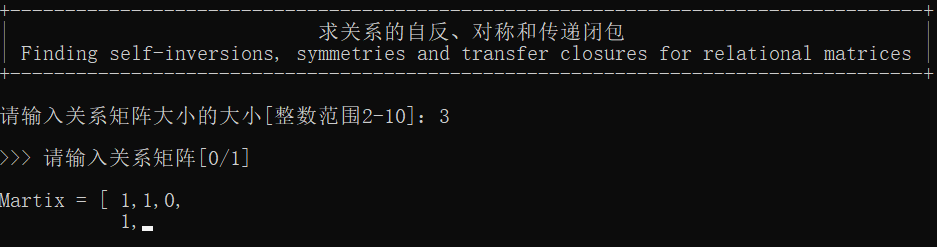 求关系的自反、对称和传递闭包
Finding self-inversions, symmetries and transfer closures for relational matrices
请输入关系矩阵大小的大小[整数范围2-10]: 3
>>> 请输入关系矩阵[0/1]
Martix = [ 1,1,0,
1,